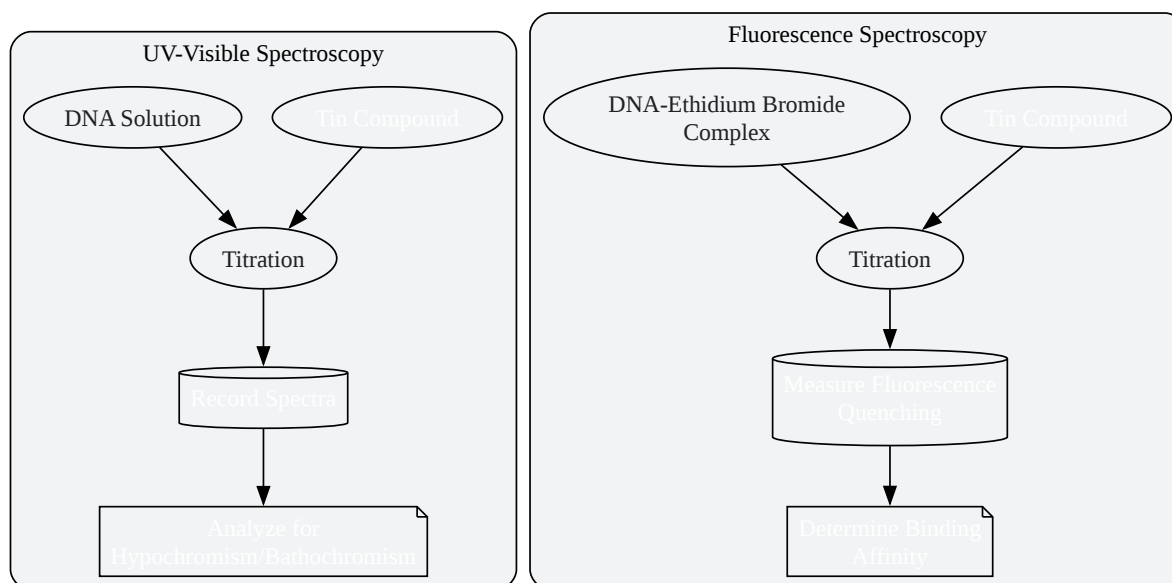 UV-Visible Spectroscopy
DNA Solution
Tin Compound
Titration
Record Spectra
Analyze for
Hypochromism/Bathochromism
Fluorescence Spectroscopy
DNA-Ethidium Bromide
Complex
Tin Compound
Titration
Measure Fluorescence
Quenching
Determine Binding
Affinity